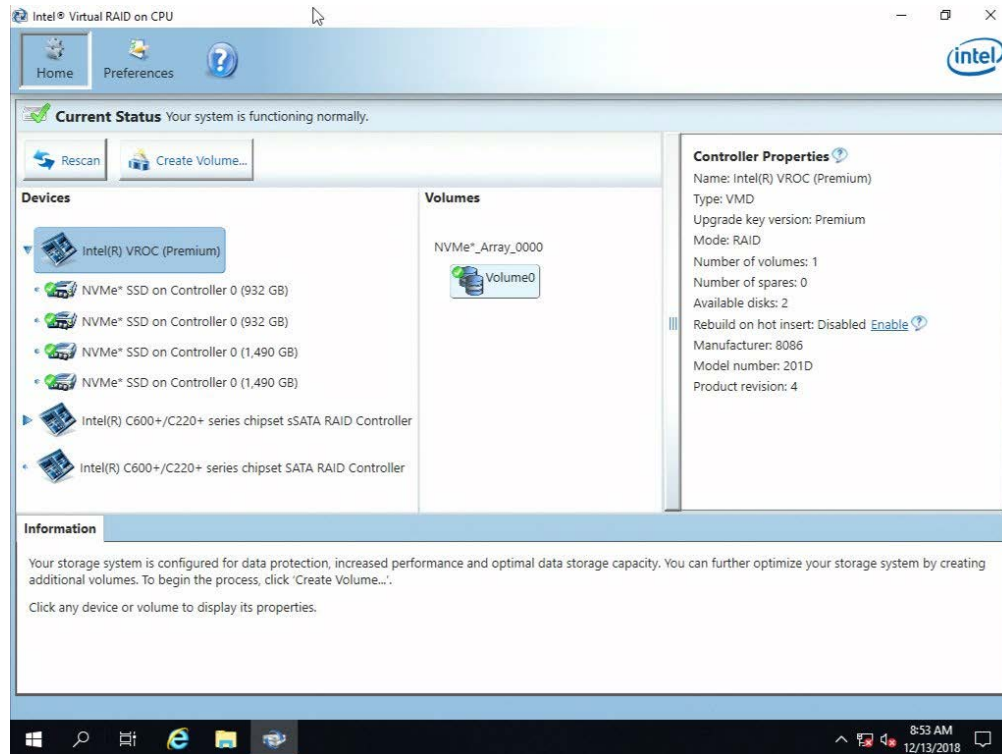 Intel® Virtual RAID on CPU
Home
Preferences
?
intel
Current Status Your system is functioning normally.
Rescan
Create Volume...
Devices
Intel(R) VROC (Premium)
NVMe* SSD on Controller 0 (932 GB)
NVMe* SSD on Controller 0 (932 GB)
NVMe* SSD on Controller 0 (1,490 GB)
NVMe* SSD on Controller 0 (1,490 GB)
Intel(R) C600+/C220+ series chipset sSATA RAID Controller
Intel(R) C600+/C220+ series chipset SATA RAID Controller
Volumes
NVMe*_Array_0000
Volume0
Controller Properties ?
Name: Intel(R) VROC (Premium)
Type: VMD
Upgrade key version: Premium
Mode: RAID
Number of volumes: 1
Number of spares: 0
Available disks: 2
Rebuild on hot insert: Disabled Enable ?
Manufacturer: 8086
Model number: 201D
Product revision: 4
Information
Your storage system is configured for data protection, increased performance and optimal data storage capacity. You can further optimize your storage system by creating
additional volumes. To begin the process, click 'Create Volume...'.
Click any device or volume to display its properties.
8:53 AM
12/13/2018